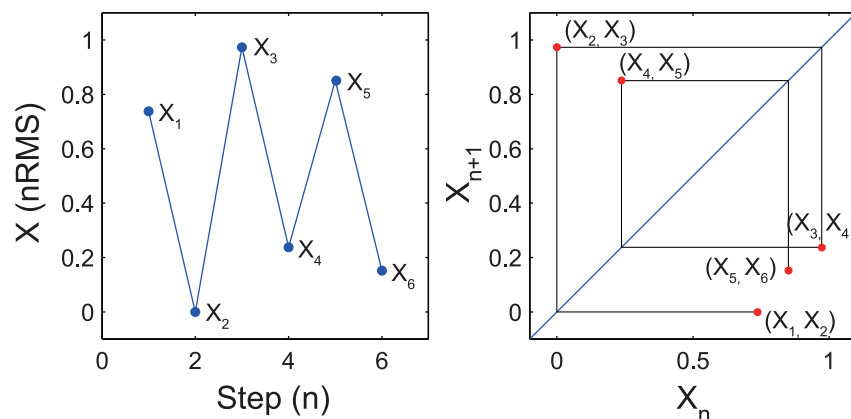 X (nRMS)
1
0.8
0.6
0.4
0.2
0
0
2
4
6
Step (n)
X1
X2
X3
X4
X5
X6
Xn+1
1
0.8
0.6
0.4
0.2
0
0
0.5
1
Xn
(X2, X3)
(X4, X5)
(X3, X4
(X5, X6)
(X1, X2)